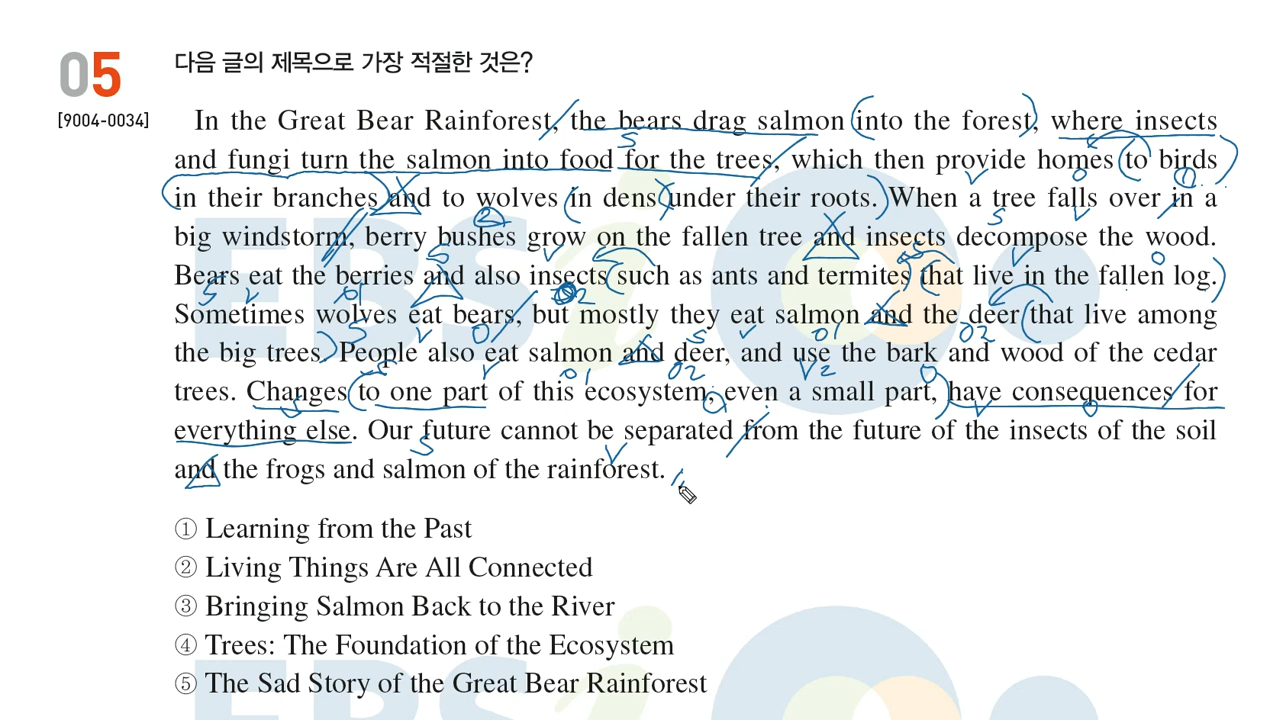 05 다음 글의 제목으로 가장 적절한 것은?
[9004-0034]
In the Great Bear Rainforest, the bears drag salmon into the forest, where insects
and fungi turn the salmon into food for the trees, which then provide homes to birds
in their branches and to wolves in dens under their roots. When a tree falls over in a
big windstorm, berry bushes grow on the fallen tree and insects decompose the wood.
Bears eat the berries and also insects such as ants and termites that live in the fallen log.
Sometimes wolves eat bears, but mostly they eat salmon and the deer that live among
the big trees. People also eat salmon and deer, and use the bark and wood of the cedar
trees. Changes to one part of this ecosystem, even a small part, have consequences for
everything else. Our future cannot be separated from the future of the insects of the soil
and the frogs and salmon of the rainforest.
① Learning from the Past
② Living Things Are All Connected
③ Bringing Salmon Back to the River
④ Trees: The Foundation of the Ecosystem
⑤ The Sad Story of the Great Bear Rainforest